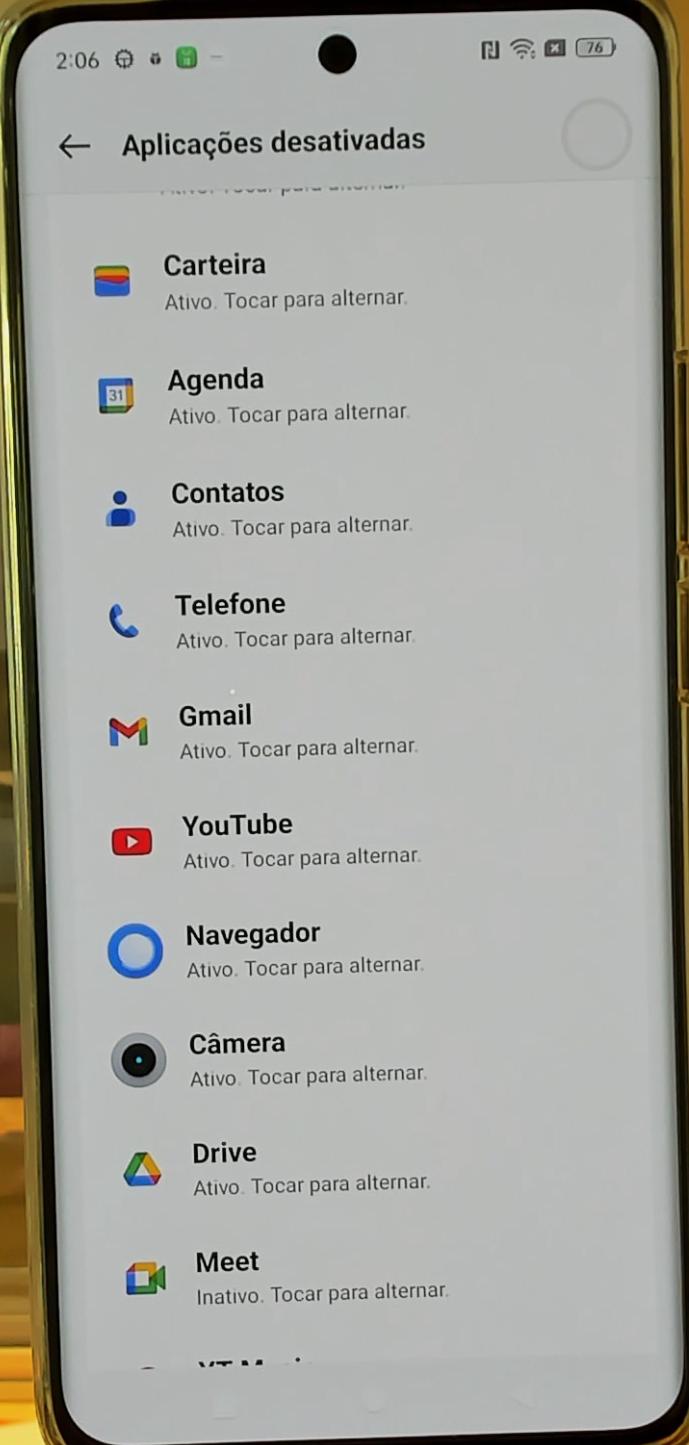 2:06
76
Aplicações desativadas
Carteira
Ativo. Tocar para alternar.
Agenda
31
Ativo. Tocar para alternar.
Contatos
Ativo. Tocar para alternar.
Telefone
Ativo. Tocar para alternar.
Gmail
Ativo. Tocar para alternar.
YouTube
Ativo. Tocar para alternar.
Navegador
Ativo. Tocar para alternar.
Câmera
Ativo. Tocar para alternar.
Drive
Ativo. Tocar para alternar.
Meet
Inativo. Tocar para alternar.